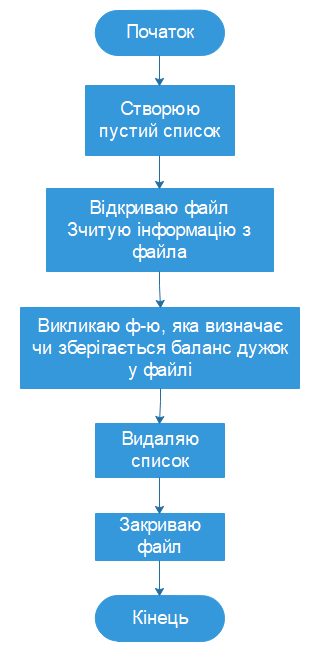 Початок
Створюю
пустий список
Відкриваю файл
Зчитую інформацію з
файла
Викликаю ф-ю, яка визначає
чи зберігається баланс дужок
у файлі
Видаляю
список
Закриваю
файл
Кінець